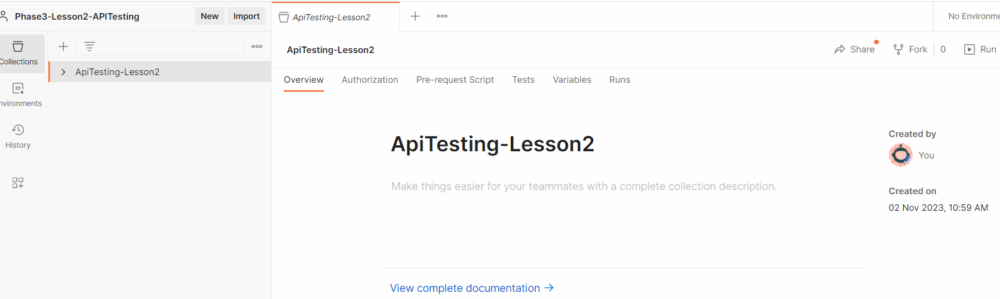 Phase3-Lesson2-APITesting
New
Import
ApiTesting-Lesson2
No Environme
Collections
ApiTesting-Lesson2
Share
Fork
0
Run
ApiTesting-Lesson2
Overview
Authorization
Pre-request Script
Tests
Variables
Runs
nvironments
History
ApiTesting-Lesson2
Make things easier for your teammates with a complete collection description.
Created by
You
Created on
02 Nov 2023, 10:59 AM
View complete documentation →